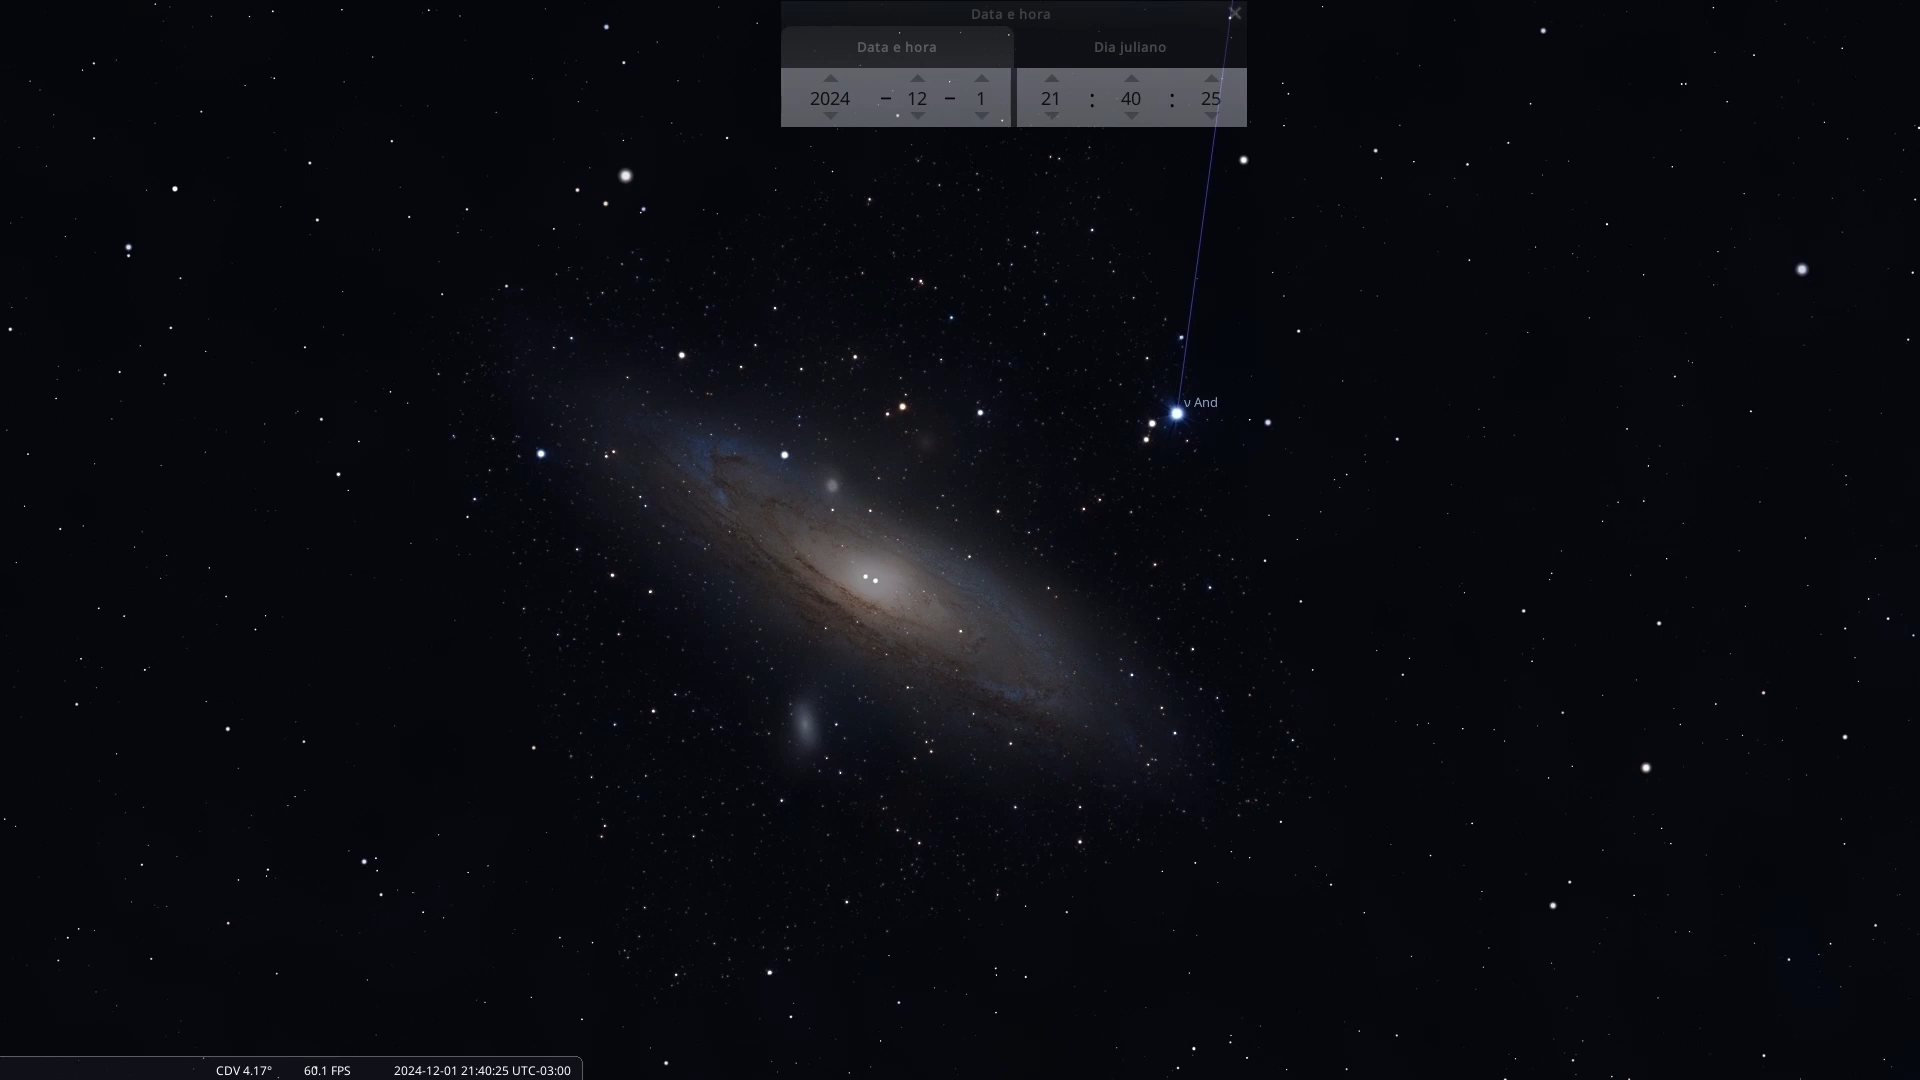 Data e hora
Data e hora Dia juliano
2024 - 12 - 1 21 : 40 : 25
ν And
CDV 4.17° 60.1 FPS 2024-12-01 21:40:25 UTC-03:00